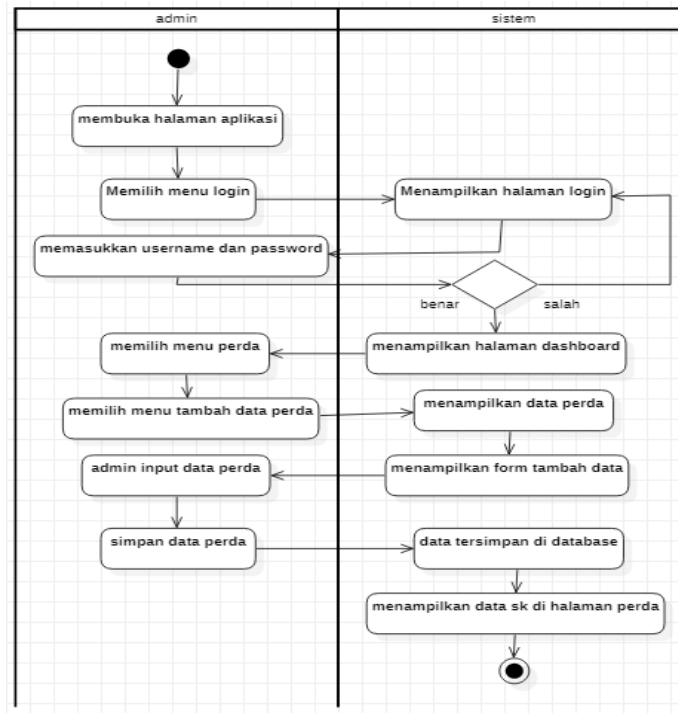 admin
sistem
membuka halaman aplikasi
Memilih menu login
Menampilkan halaman login
memasukkan username dan password
benar
salah
memilih menu perda
menampilkan halaman dashboard
memilih menu tambah data perda
menampilkan data perda
admin input data perda
menampilkan form tambah data
simpan data perda
data tersimpan di database
menampilkan data sk di halaman perda